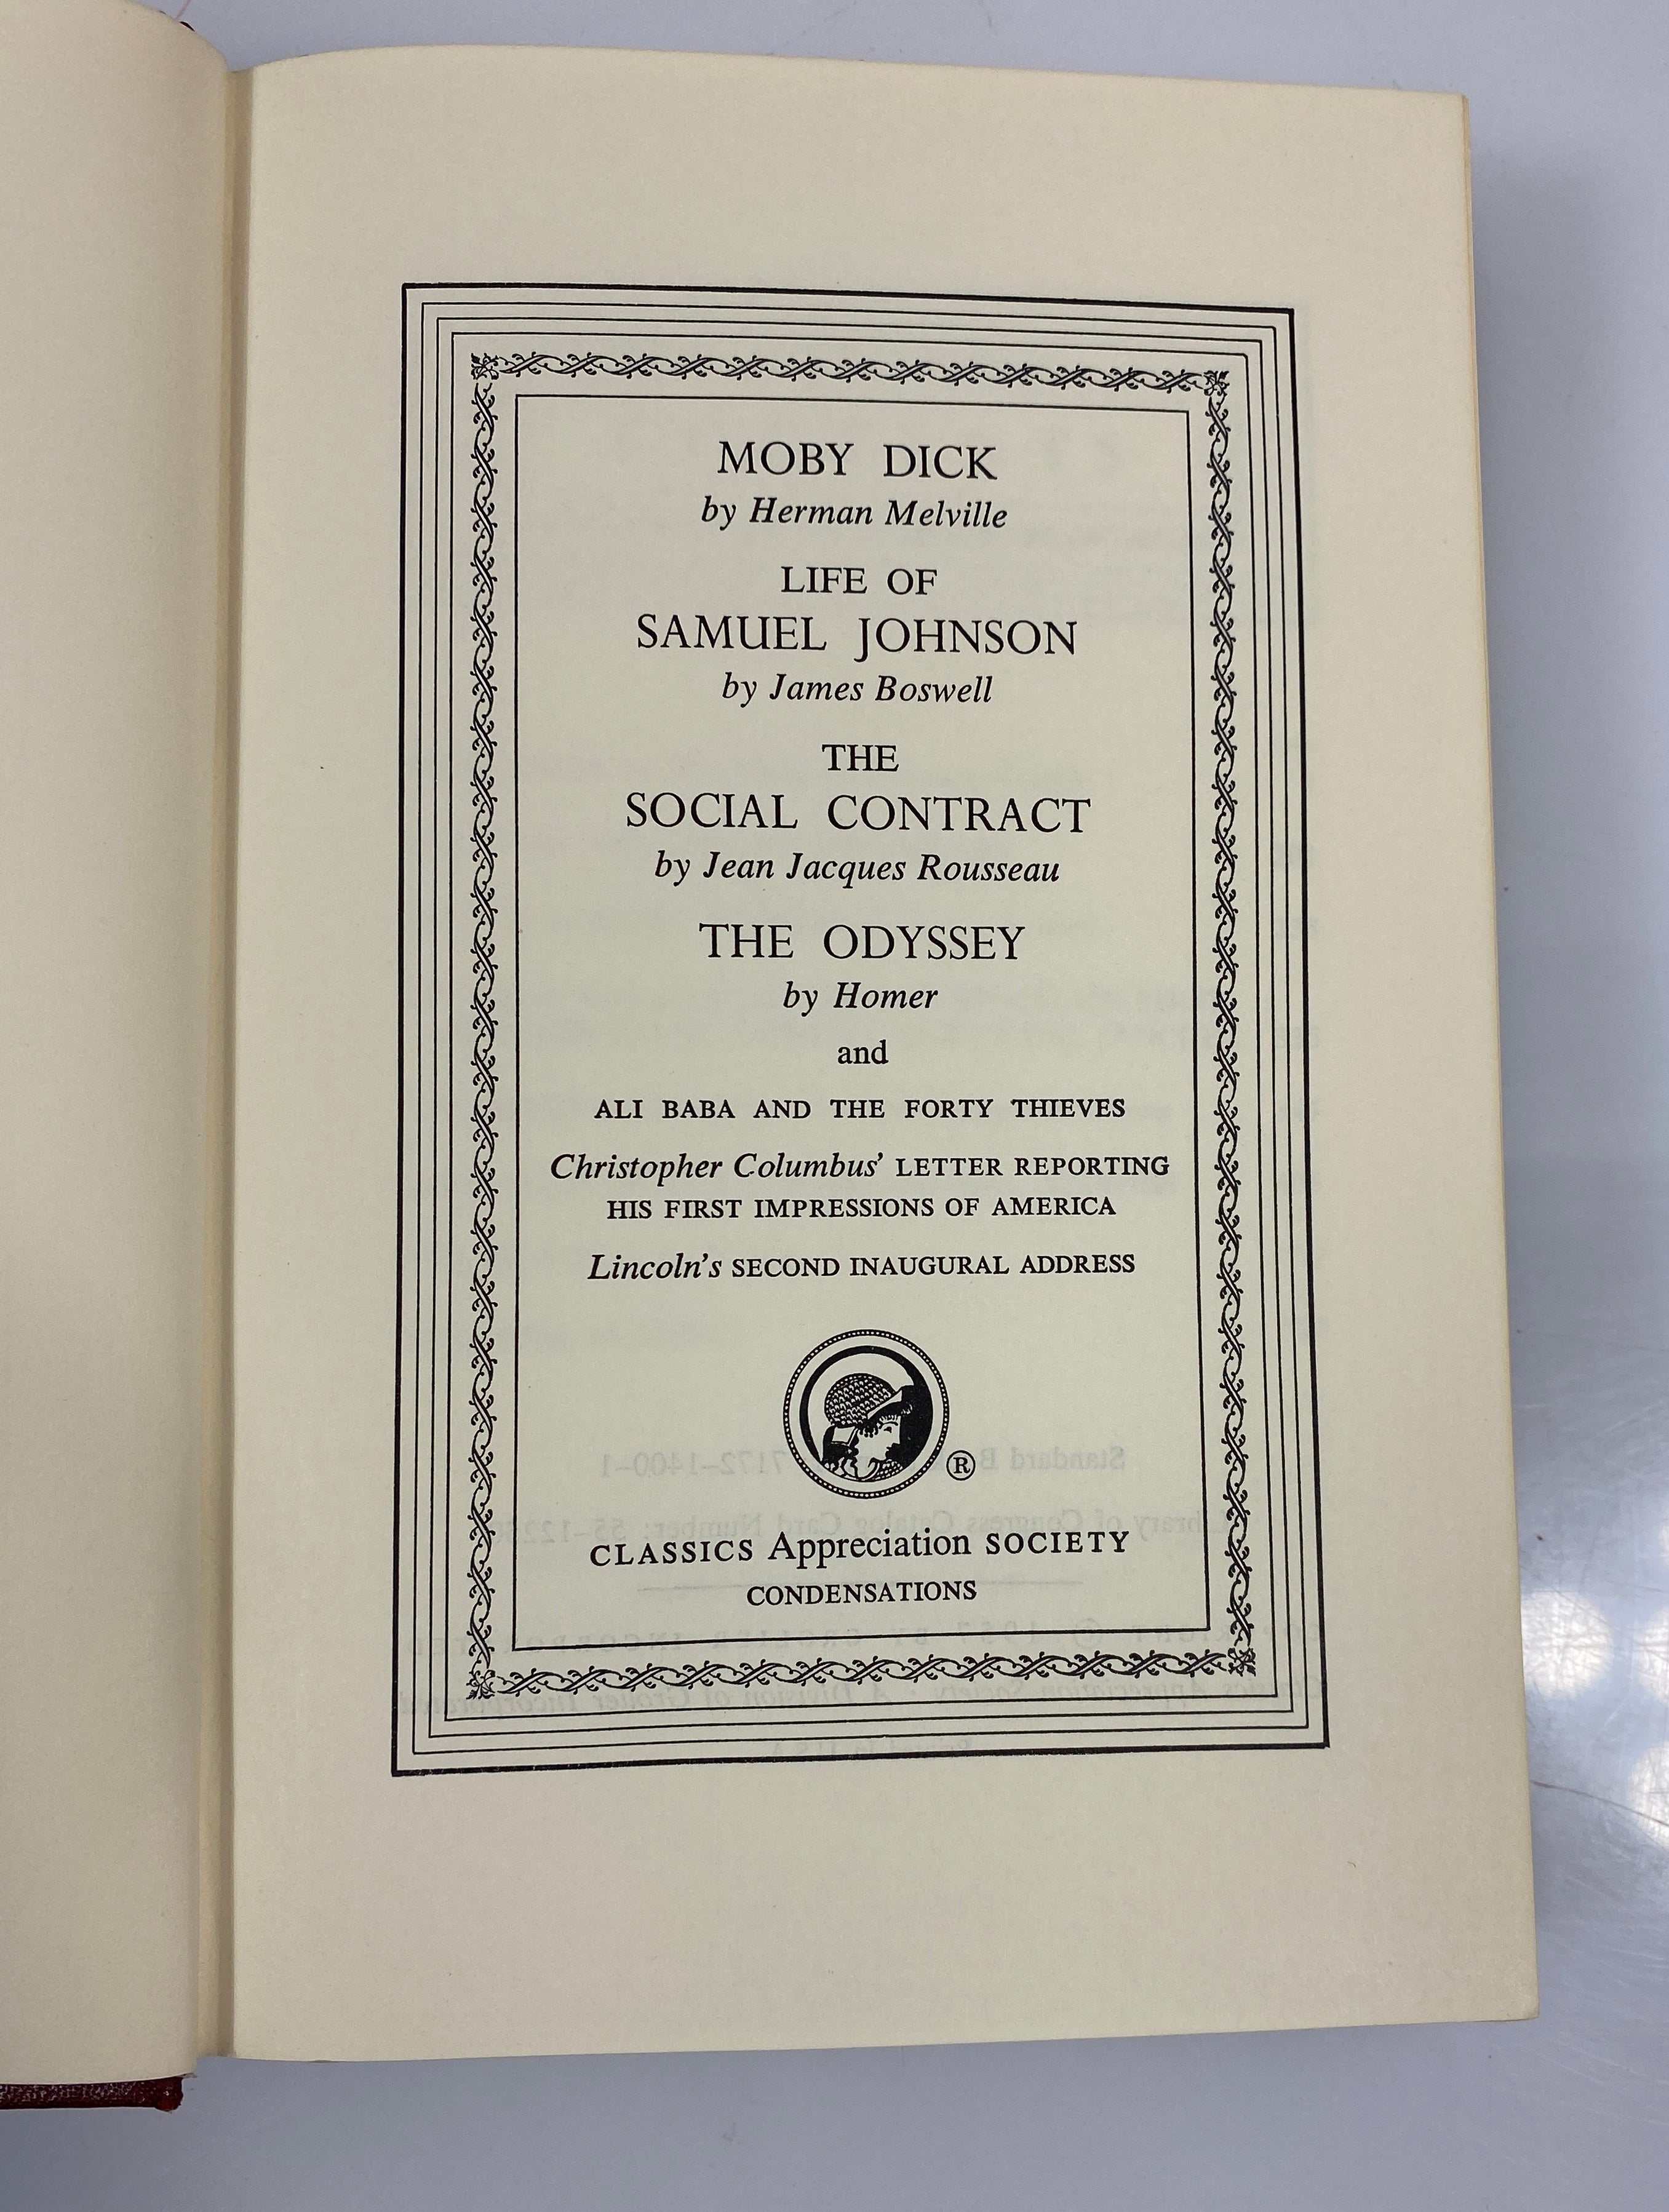 MOBY DICK
by Herman Melville
LIFE OF
SAMUEL JOHNSON
by James Boswell
THE
SOCIAL CONTRACT
by Jean Jacques Rousseau
THE ODYSSEY
by Homer
and
ALI BABA AND THE FORTY THIEVES
Christopher Columbus' LETTER REPORTING
HIS FIRST IMPRESSIONS OF AMERICA
Lincoln's SECOND INAUGURAL ADDRESS
®
CLASSICS Appreciation SOCIETY
CONDENSATIONS